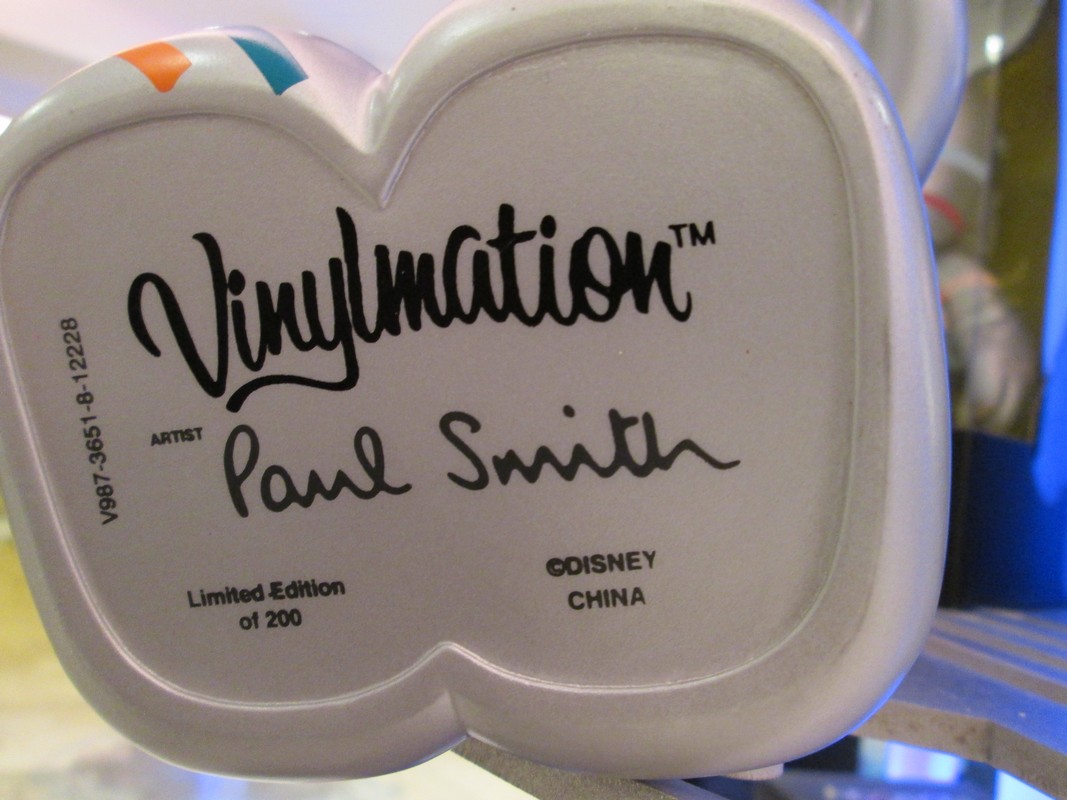 Vinylmation™
V987-3651-8-12228
ARTIST Paul Smith
Limited Edition
of 200
©DISNEY
CHINA